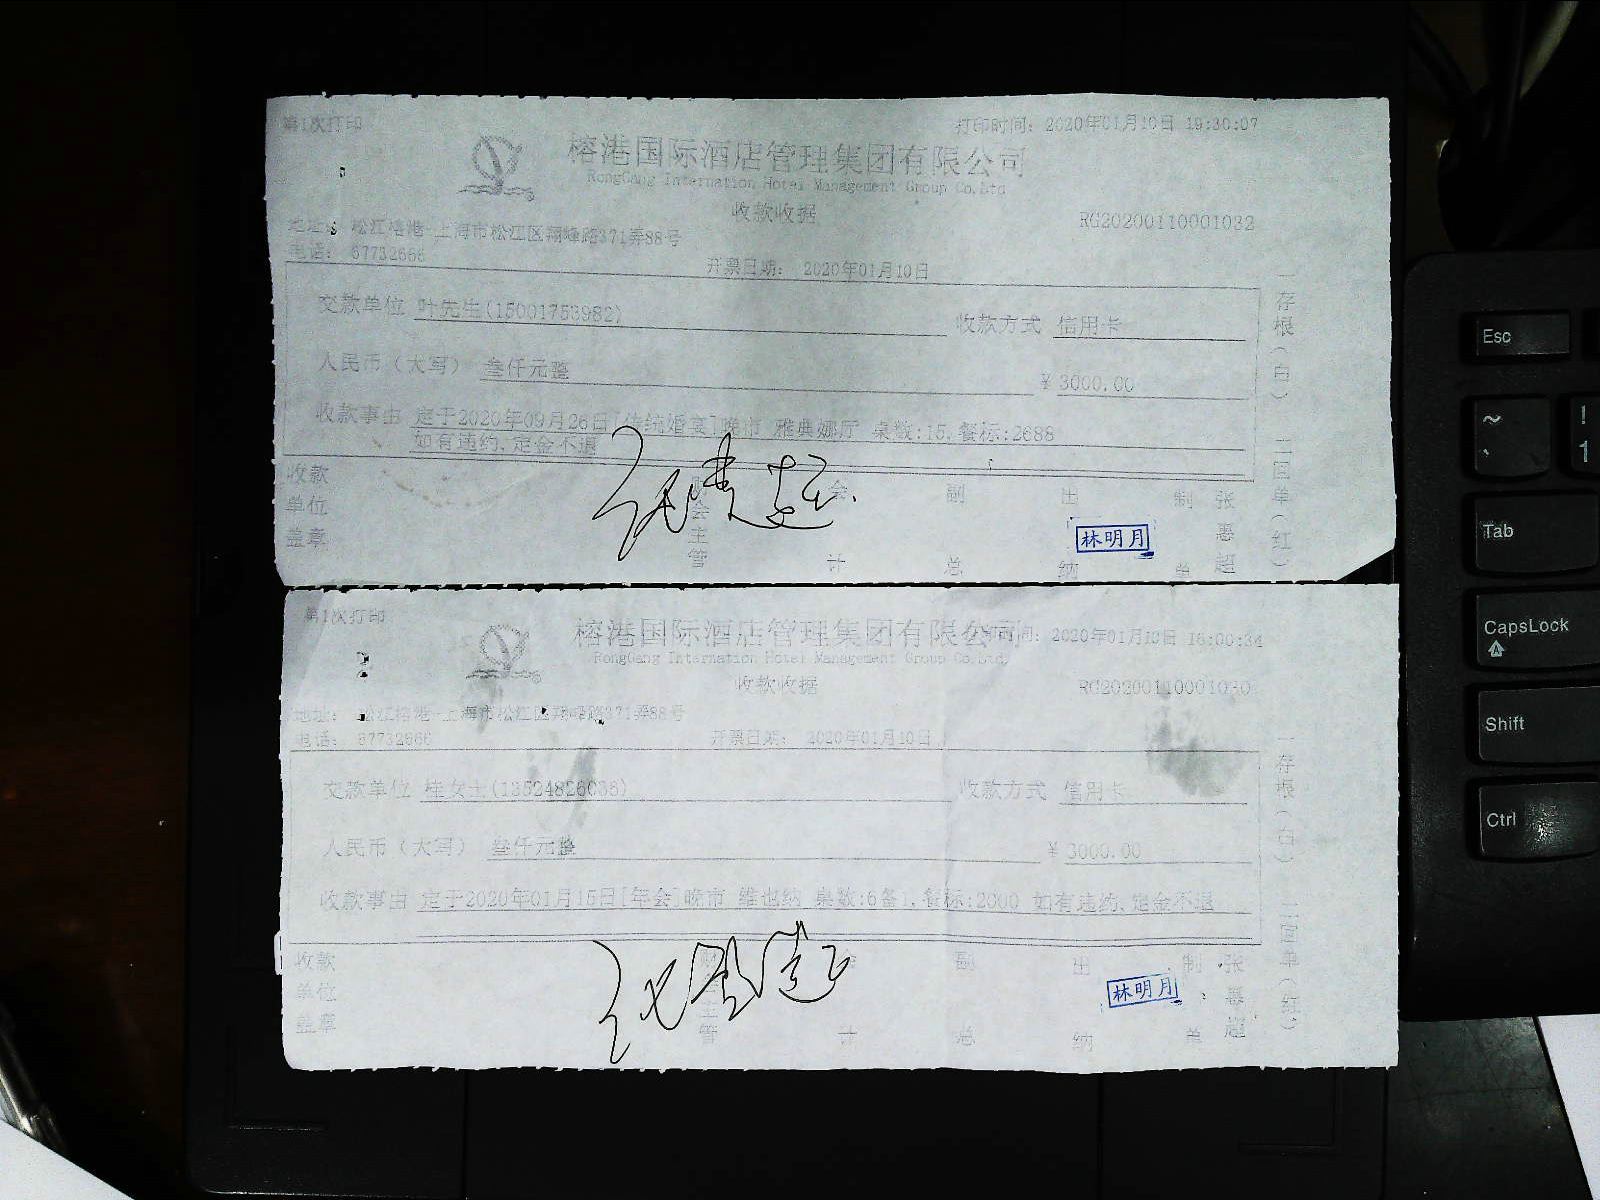 第1次打印
打印时间: 2020年01月10日 19:30:07
榕港国际酒店管理集团有限公司
RongGang Internation Hotel Management Group Co.Ltd
收款收据
RG20200110001032
地址: 松江榕港-上海市松江区翔峰路371弄88号
电话: 67732666
开票日期: 2020年01月10日
交款单位 叶先生(15001753982)
收款方式 信用卡
人民币(大写) 叁仟元整
¥ 3000.00
收款事由 定于2020年09月26日[传统婚宴]晚市 雅典娜厅 桌数:15,餐标:2688
如有违约、定金不退
收款单位盖章
财会主管
会计
副总
出纳
林明月
制单
张惠超
一存根(白)
二回单(红)
第1次打印
打印时间: 2020年01月10日 16:00:34
榕港国际酒店管理集团有限公司
RongGang Internation Hotel Management Group Co.Ltd
收款收据
RG20200110001030
地址: 松江榕港-上海市松江区翔峰路371弄88号
电话: 67732666
开票日期: 2020年01月10日
交款单位 桂女士(13524826036)
收款方式 信用卡
人民币(大写) 叁仟元整
¥ 3000.00
收款事由 定于2020年01月15日[年会]晚市 维也纳 桌数:6备1,餐标:2000 如有违约、定金不退
收款单位盖章
财会主管
会计
副总
出纳
林明月
制单
张惠超
一存根(白)
二回单(红)
Esc
~
!
1
Tab
CapsLock
Shift
Ctrl